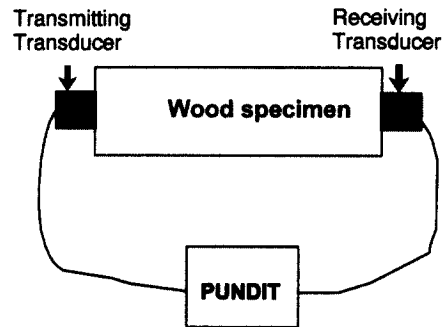 Transmitting
Transducer
Receiving
Transducer
Wood specimen
PUNDIT